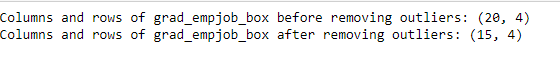 Columns and rows of grad_empjob_box before removing outliers: (20, 4)
Columns and rows of grad_empjob_box after removing outliers: (15, 4)